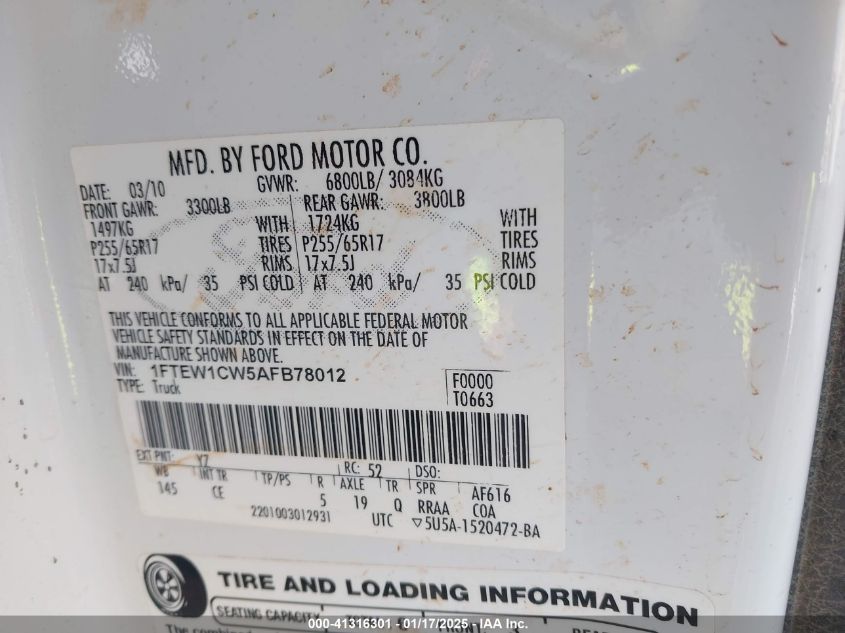 MFD. BY FORD MOTOR CO.
DATE: 03/10 GVWR: 6800LB/ 3084KG
FRONT GAWR: 3300LB REAR GAWR: 3800LB
1497KG WITH 1724KG WITH
P255/65R17 TIRES P255/65R17 TIRES
17x7.5J RIMS 17x7.5J RIMS
AT 240 kPa/ 35 PSI COLD AT 240 kPa/ 35 PSI COLD
THIS VEHICLE CONFORMS TO ALL APPLICABLE FEDERAL MOTOR
VEHICLE SAFETY STANDARDS IN EFFECT ON THE DATE OF
MANUFACTURE SHOWN ABOVE.
VIN: 1FTEW1CW5AFB78012 F0000
TYPE: Truck T0663
EXT PNT: YZ RC: 52 DSO:
WB INT TR TP/PS R AXLE TR SPR AF616
145 CE 5 19 Q RRAA COA
2201003012931 UTC ▽5U5A-1520472-BA
TIRE AND LOADING INFORMATION
SEATING CAPACITY
The combined
000-41316301 - 01/17/2025 - IAA Inc.